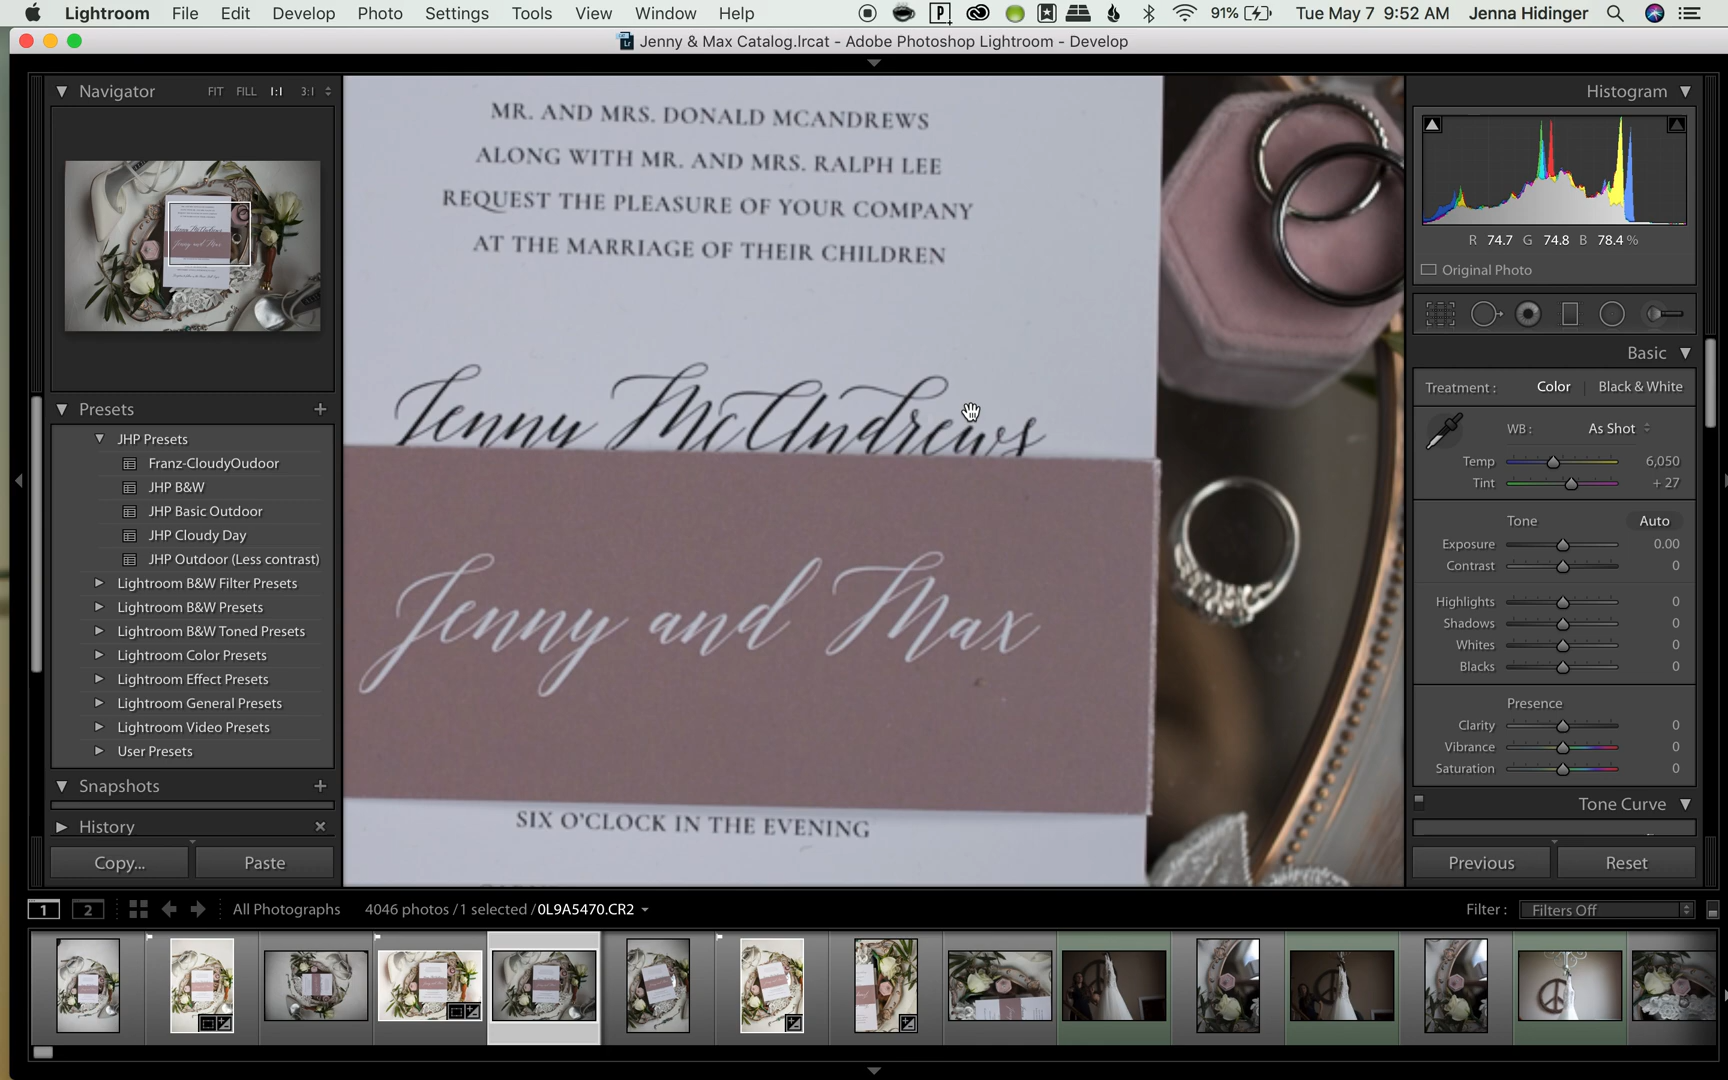 Lightroom File Edit Develop Photo Settings Tools View Window Help 91% Tue May 7 9:52 AM Jenna Hidinger
Jenny & Max Catalog.lrcat - Adobe Photoshop Lightroom - Develop
Navigator FIT FILL 1:1 3:1
Presets +
JHP Presets
Franz-CloudyOudoor
JHP B&W
JHP Basic Outdoor
JHP Cloudy Day
JHP Outdoor (Less contrast)
Lightroom B&W Filter Presets
Lightroom B&W Presets
Lightroom B&W Toned Presets
Lightroom Color Presets
Lightroom Effect Presets
Lightroom General Presets
Lightroom Video Presets
User Presets
Snapshots +
History ×
Copy... Paste
MR. AND MRS. DONALD MCANDREWS
ALONG WITH MR. AND MRS. RALPH LEE
REQUEST THE PLEASURE OF YOUR COMPANY
AT THE MARRIAGE OF THEIR CHILDREN
Jenny McAndrews
Jenny and Max
SIX O'CLOCK IN THE EVENING
Histogram
R 74.7 G 74.8 B 78.4 %
Original Photo
Basic
Treatment : Color Black & White
WB : As Shot
Temp 6,050
Tint + 27
Tone Auto
Exposure 0.00
Contrast 0
Highlights 0
Shadows 0
Whites 0
Blacks 0
Presence
Clarity 0
Vibrance 0
Saturation 0
Tone Curve
Previous Reset
1 2 All Photographs 4046 photos / 1 selected / 0L9A5470.CR2 Filter : Filters Off